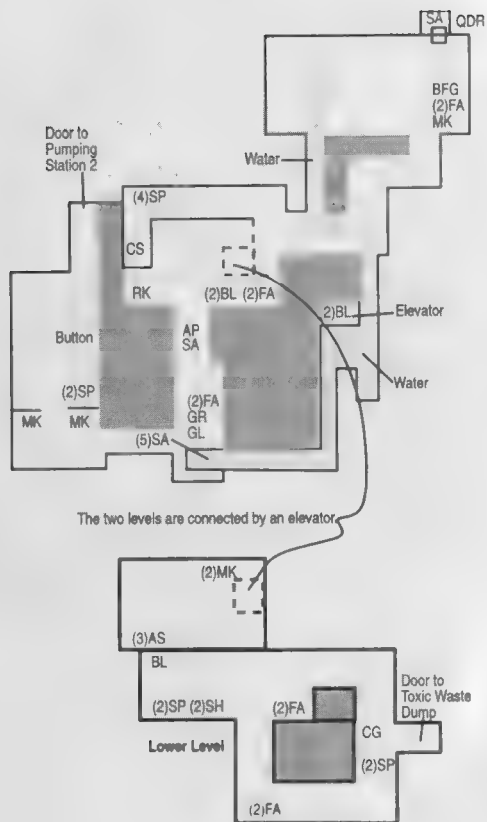 SA QDR
BFG
(2)FA
MK
Door to
Pumping
Station 2
Water
(4)SP
CS
RK
(2)BL (2)FA
2)BL
Elevator
Button
AP
SA
Water
(2)SP
(2)FA
GR
GL
MK
MK
(5)SA
The two levels are connected by an elevator.
(2)MK
(3)AS
BL
Door to
Toxic Waste
Dump
(2)SP (2)SH
(2)FA
CG
Lower Level
(2)SP
(2)FA